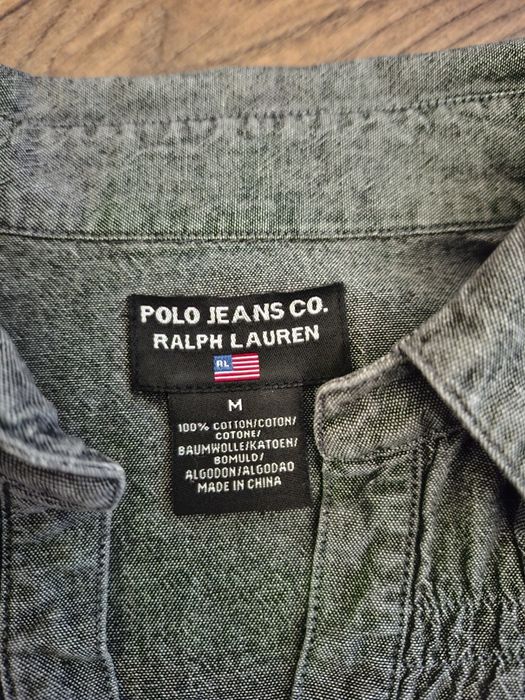 POLO JEANS CO.
RALPH LAUREN
RL
M
100% COTTON/COTON/
COTONE/
BAUMWOLLE/KATOEN/
BOMULD/
ALGODON/ALGODAO
MADE IN CHINA